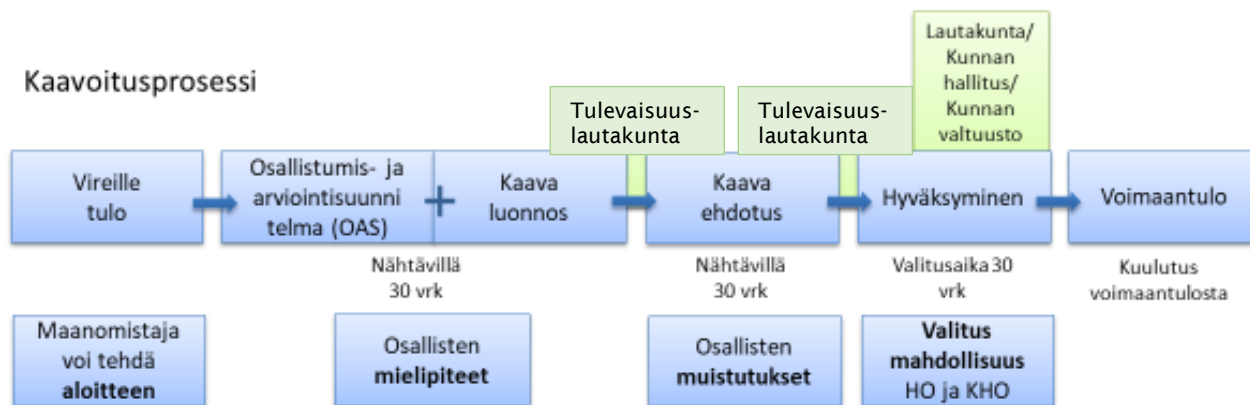 Kaavoitusprosessi
Lautakunta/
Kunnan
hallitus/
Kunnan
valtuusto
Tulevaisuus-
lautakunta
Tulevaisuus-
lautakunta
Vireille
tulo
Osallistumis- ja
arviointisuunni
telma (OAS)
+
Kaava
luonnos
Kaava
ehdotus
Hyväksyminen
Voimaantulo
Nähtävillä
30 vrk
Nähtävillä
30 vrk
Valitusaika 30
vrk
Kuulutus
voimaantulosta
Maanomistaja
voi tehdä
aloitteen
Osallisten
mielipiteet
Osallisten
muistutukset
Valitus
mahdollisuus
HO ja KHO